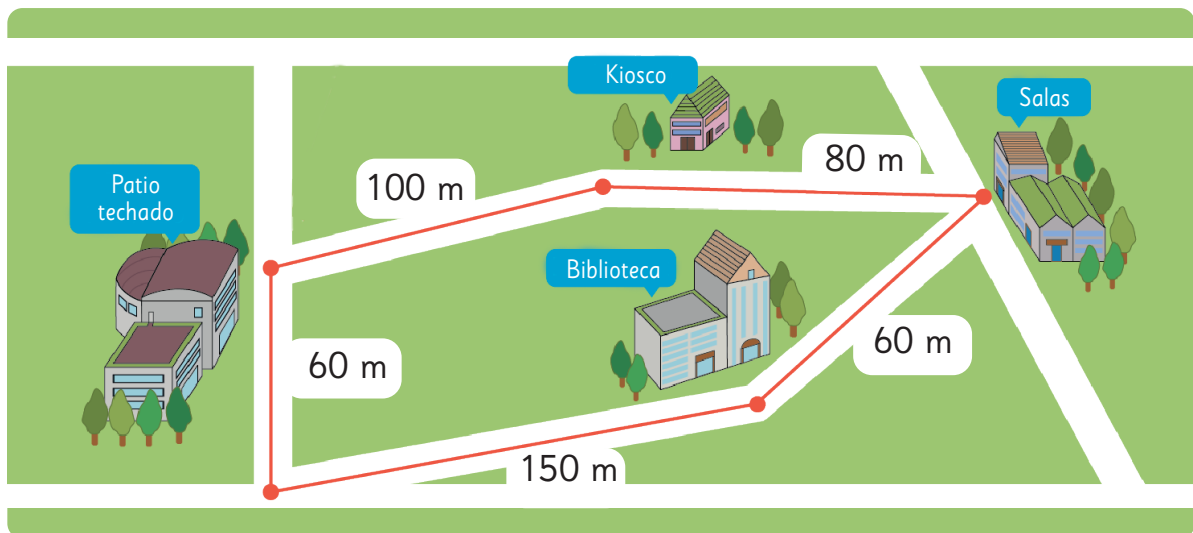 Kiosco
Salas
80 m
100 m
Patio
techado
Biblioteca
60 m
60 m
150 m